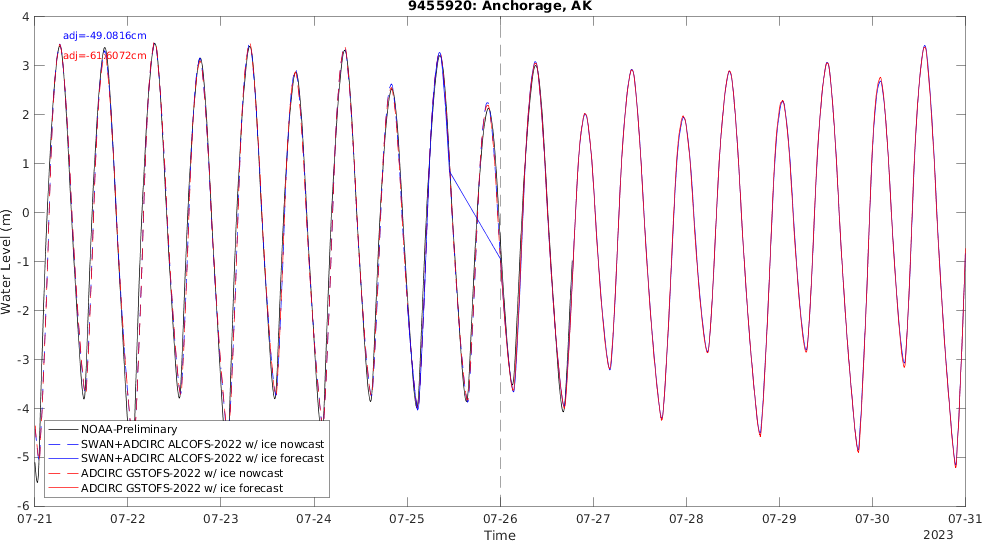 9455920: Anchorage, AK
adj=-49.0816cm
adj=-61.6072cm
4
3
2
1
0
-1
-2
-3
-4
-5
-6
Water Level (m)
NOAA-Preliminary
SWAN+ADCIRC ALCOFS-2022 w/ ice nowcast
SWAN+ADCIRC ALCOFS-2022 w/ ice forecast
ADCIRC GSTOFS-2022 w/ ice nowcast
ADCIRC GSTOFS-2022 w/ ice forecast
07-21 07-22 07-23 07-24 07-25 07-26 07-27 07-28 07-29 07-30 07-31
Time
2023